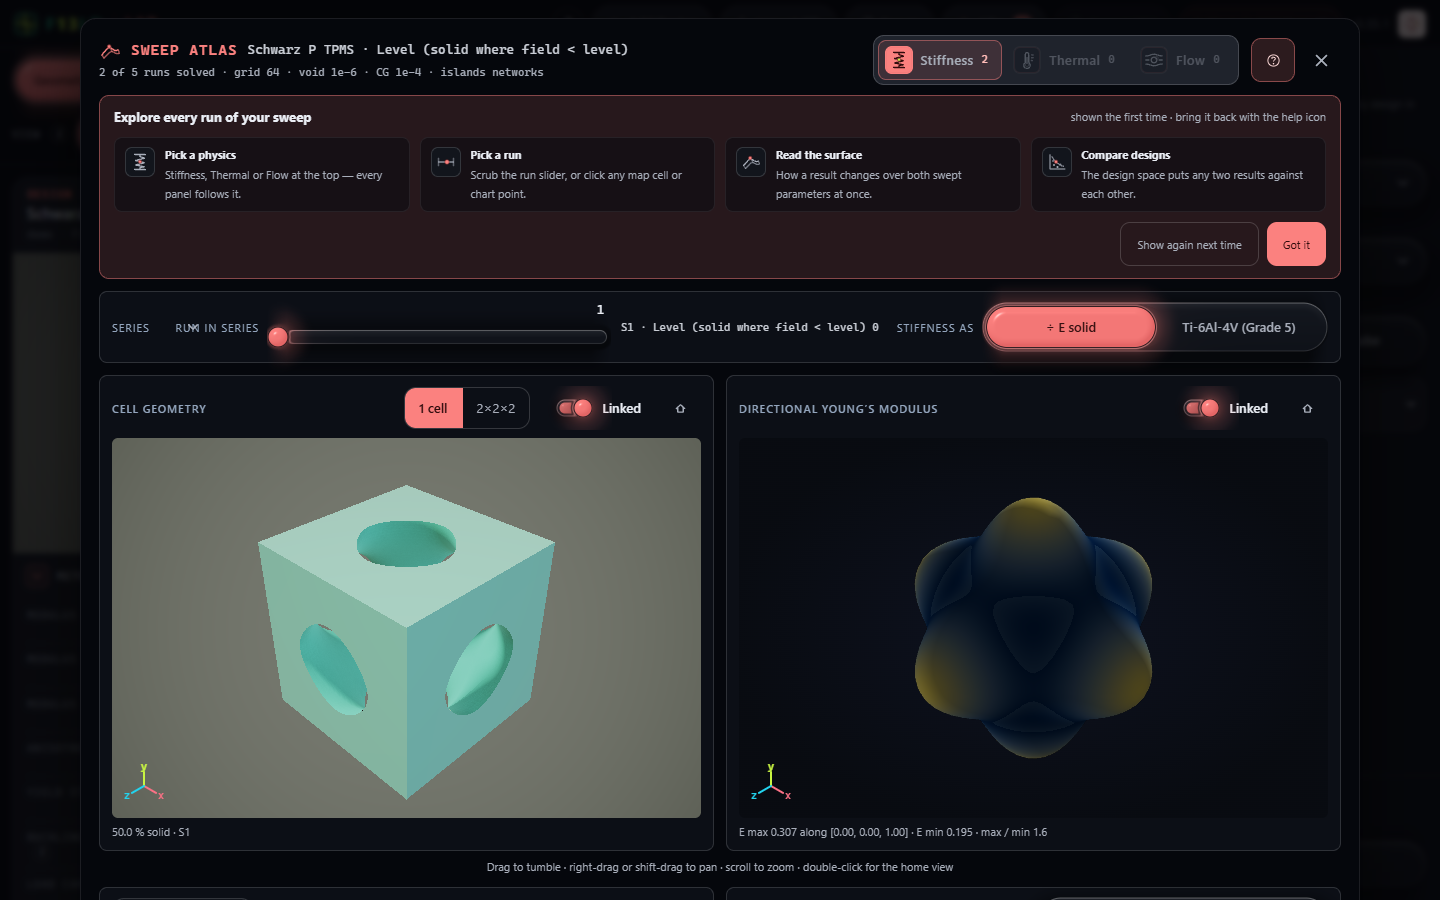 SWEEP ATLAS Schwarz P TPMS · Level (solid where field < level)
2 of 5 runs solved · grid 64 · void 1e-6 · CG 1e-4 · islands networks
Stiffness 2
Thermal 0
Flow 0
Explore every run of your sweep
shown the first time · bring it back with the help icon
Pick a physics
Stiffness, Thermal or Flow at the top — every
panel follows it.
Pick a run
Scrub the run slider, or click any map cell or
chart point.
Read the surface
How a result changes over both swept
parameters at once.
Compare designs
The design space puts any two results against
each other.
Show again next time
Got it
SERIES
RUN IN SERIES
1
S1 · Level (solid where field < level) 0
STIFFNESS AS
÷ E solid
Ti-6Al-4V (Grade 5)
CELL GEOMETRY
1 cell
2×2×2
Linked
y
z
x
50.0 % solid · S1
DIRECTIONAL YOUNG'S MODULUS
Linked
y
z
x
E max 0.307 along [0.00, 0.00, 1.00] · E min 0.195 · max / min 1.6
Drag to tumble · right-drag or shift-drag to pan · scroll to zoom · double-click for the home view